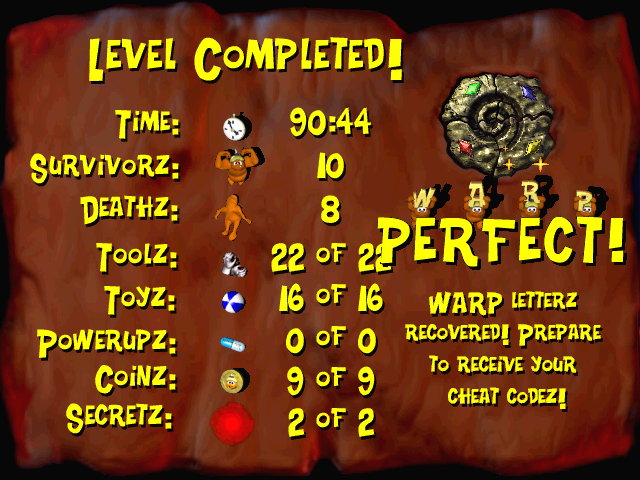 Level Completed!
Time: 90:44
Survivorz: 10
Deathz: 8
Toolz: 22 of 22
Toyz: 16 of 16
Powerupz: 0 of 0
Coinz: 9 of 9
Secretz: 2 of 2
WARP
PERFECT!
WARP letterz
recovered! Prepare
to receive your
cheat codez!